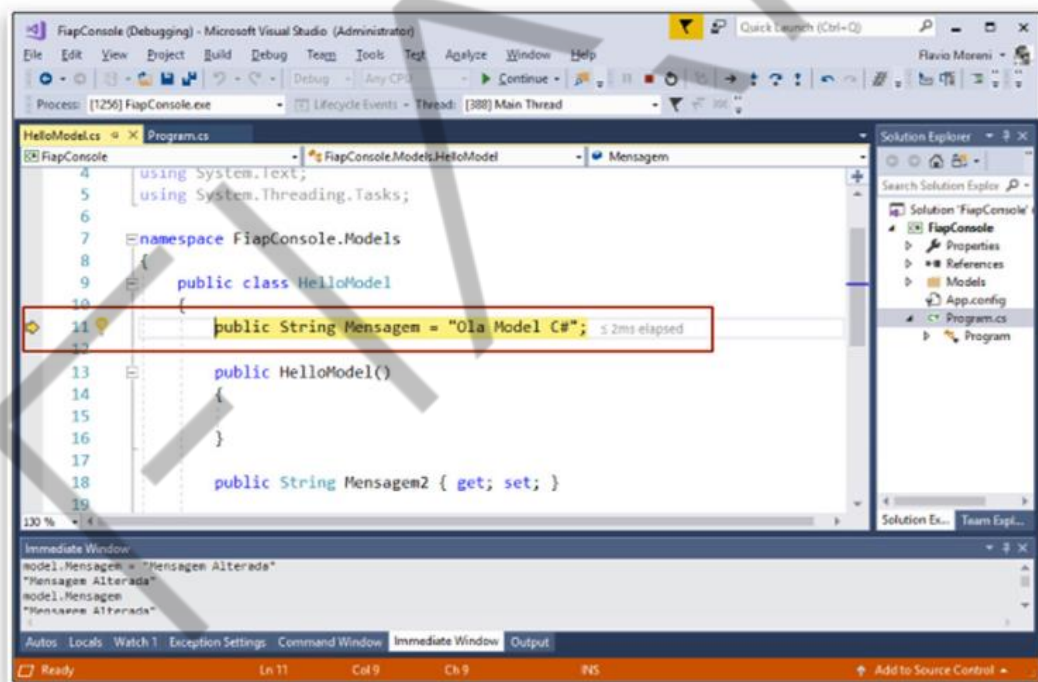 FiapConsole (Debugging) - Microsoft Visual Studio (Administrator)
Quick Launch (Ctrl+Q)
File Edit View Project Build Debug Team Tools Test Analyze Window Help
Flavio Moreni
Debug Any CPU Continue
Process: [1256] FiapConsole.exe Lifecycle Events Thread: [388] Main Thread
HelloModel.cs Program.cs
FiapConsole FiapConsole.Models.HelloModel Mensagem
4 using System.Text;
5 using System.Threading.Tasks;
6
7 namespace FiapConsole.Models
8 {
9 public class HelloModel
10 {
11 public String Mensagem = "Ola Model C#"; ≤ 2ms elapsed
12
13 public HelloModel()
14 {
15
16 }
17
18 public String Mensagem2 { get; set; }
19
130 %
Solution Explorer
Search Solution Explor
Solution 'FiapConsole'
FiapConsole
Properties
References
Models
App.config
Program.cs
Program
Solution Ex... Team Expl...
Immediate Window
model.Mensagem = "Mensagem Alterada"
"Mensagem Alterada"
model.Mensagem
"Mensagem Alterada"
Autos Locals Watch 1 Exception Settings Command Window Immediate Window Output
Ready Ln 11 Col 9 Ch 9 INS Add to Source Control